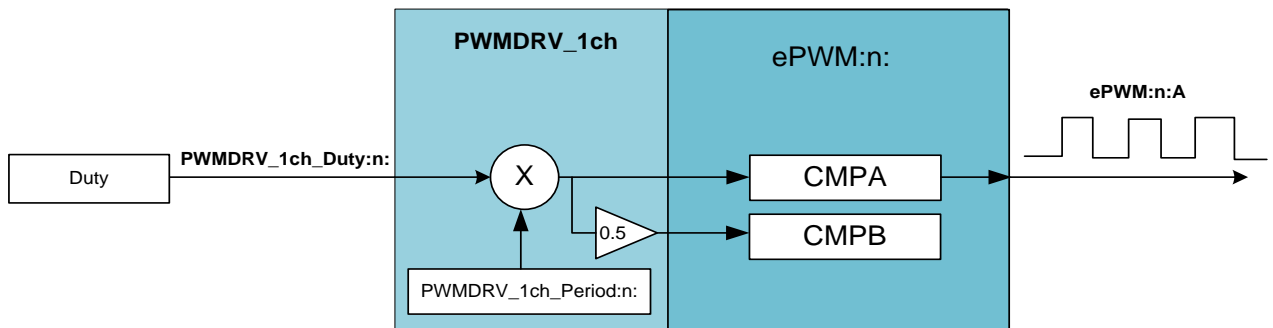 PWMDRV_1ch
ePWM:n:
ePWM:n:A
PWMDRV_1ch_Duty:n:
Duty
X
CMPA
0.5
CMPB
PWMDRV_1ch_Period:n: